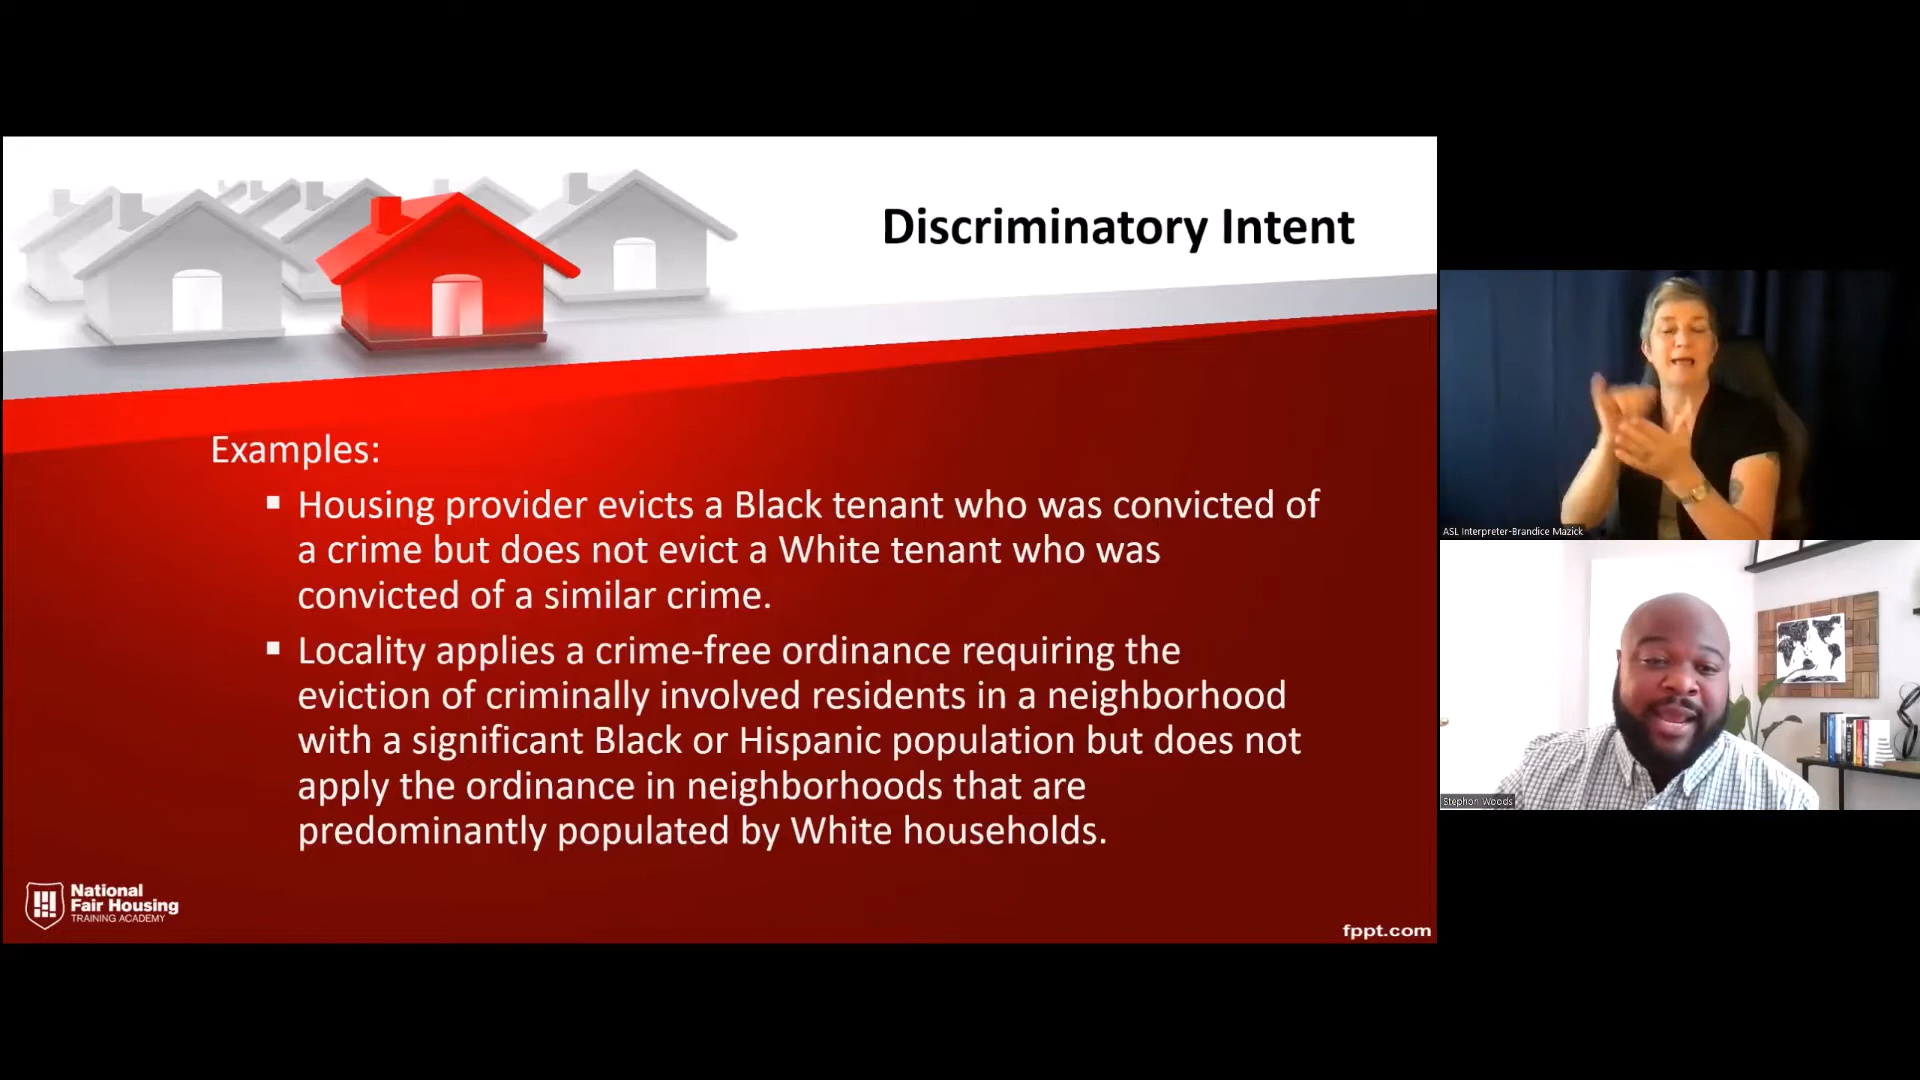 Discriminatory Intent
Examples:
▪ Housing provider evicts a Black tenant who was convicted of
a crime but does not evict a White tenant who was
convicted of a similar crime.
▪ Locality applies a crime-free ordinance requiring the
eviction of criminally involved residents in a neighborhood
with a significant Black or Hispanic population but does not
apply the ordinance in neighborhoods that are
predominantly populated by White households.
National
Fair Housing
TRAINING ACADEMY
fppt.com
ASL Interpreter-Brandice Mazick
Stephon Woods